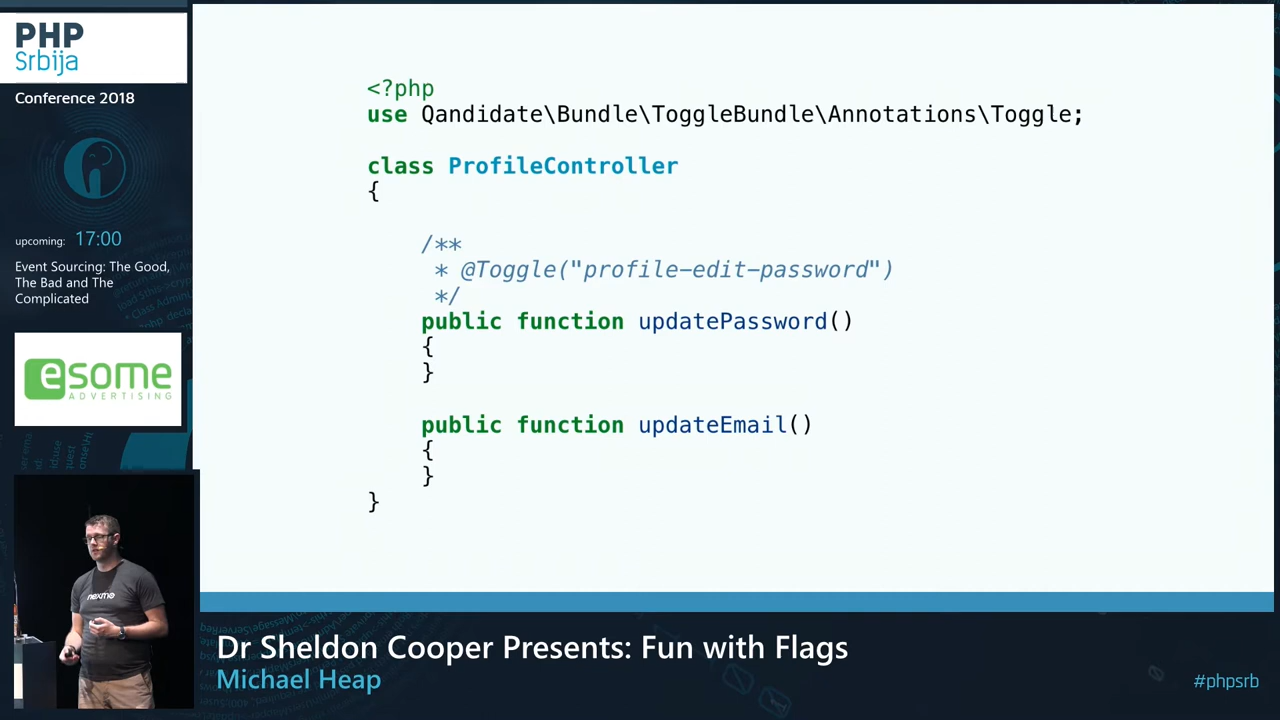 PHP
Srbija
Conference 2018
upcoming: 17:00
Event Sourcing: The Good,
The Bad and The
Complicated
esome
ADVERTISING
<?php
use Qandidate\Bundle\ToggleBundle\Annotations\Toggle;
class ProfileController
{
/**
* @Toggle("profile-edit-password")
*/
public function updatePassword()
{
}
public function updateEmail()
{
}
}
nexmo
Dr Sheldon Cooper Presents: Fun with Flags
Michael Heap
#phpsrb